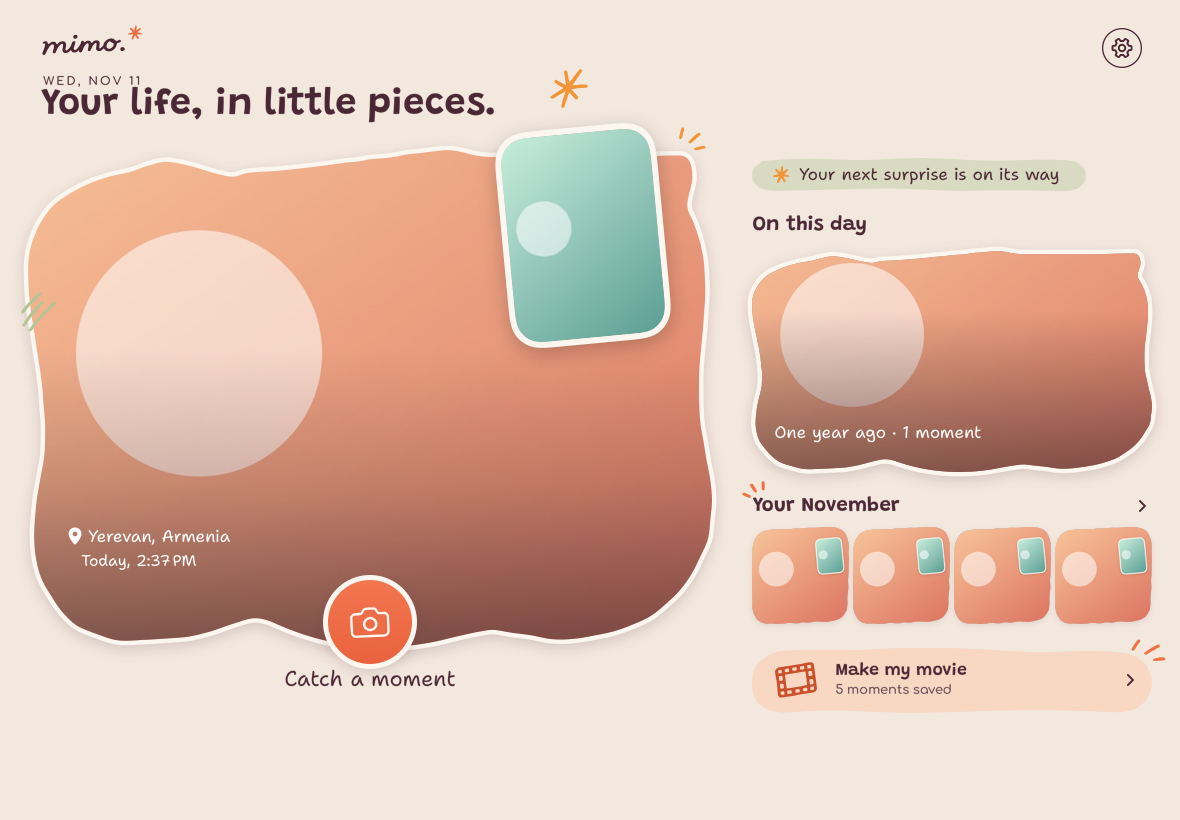 mimo.
WED, NOV 11
Your life, in little pieces.
Yerevan, Armenia
Today, 2:37 PM
Catch a moment
Your next surprise is on its way
On this day
One year ago · 1 moment
Your November
Make my movie
5 moments saved